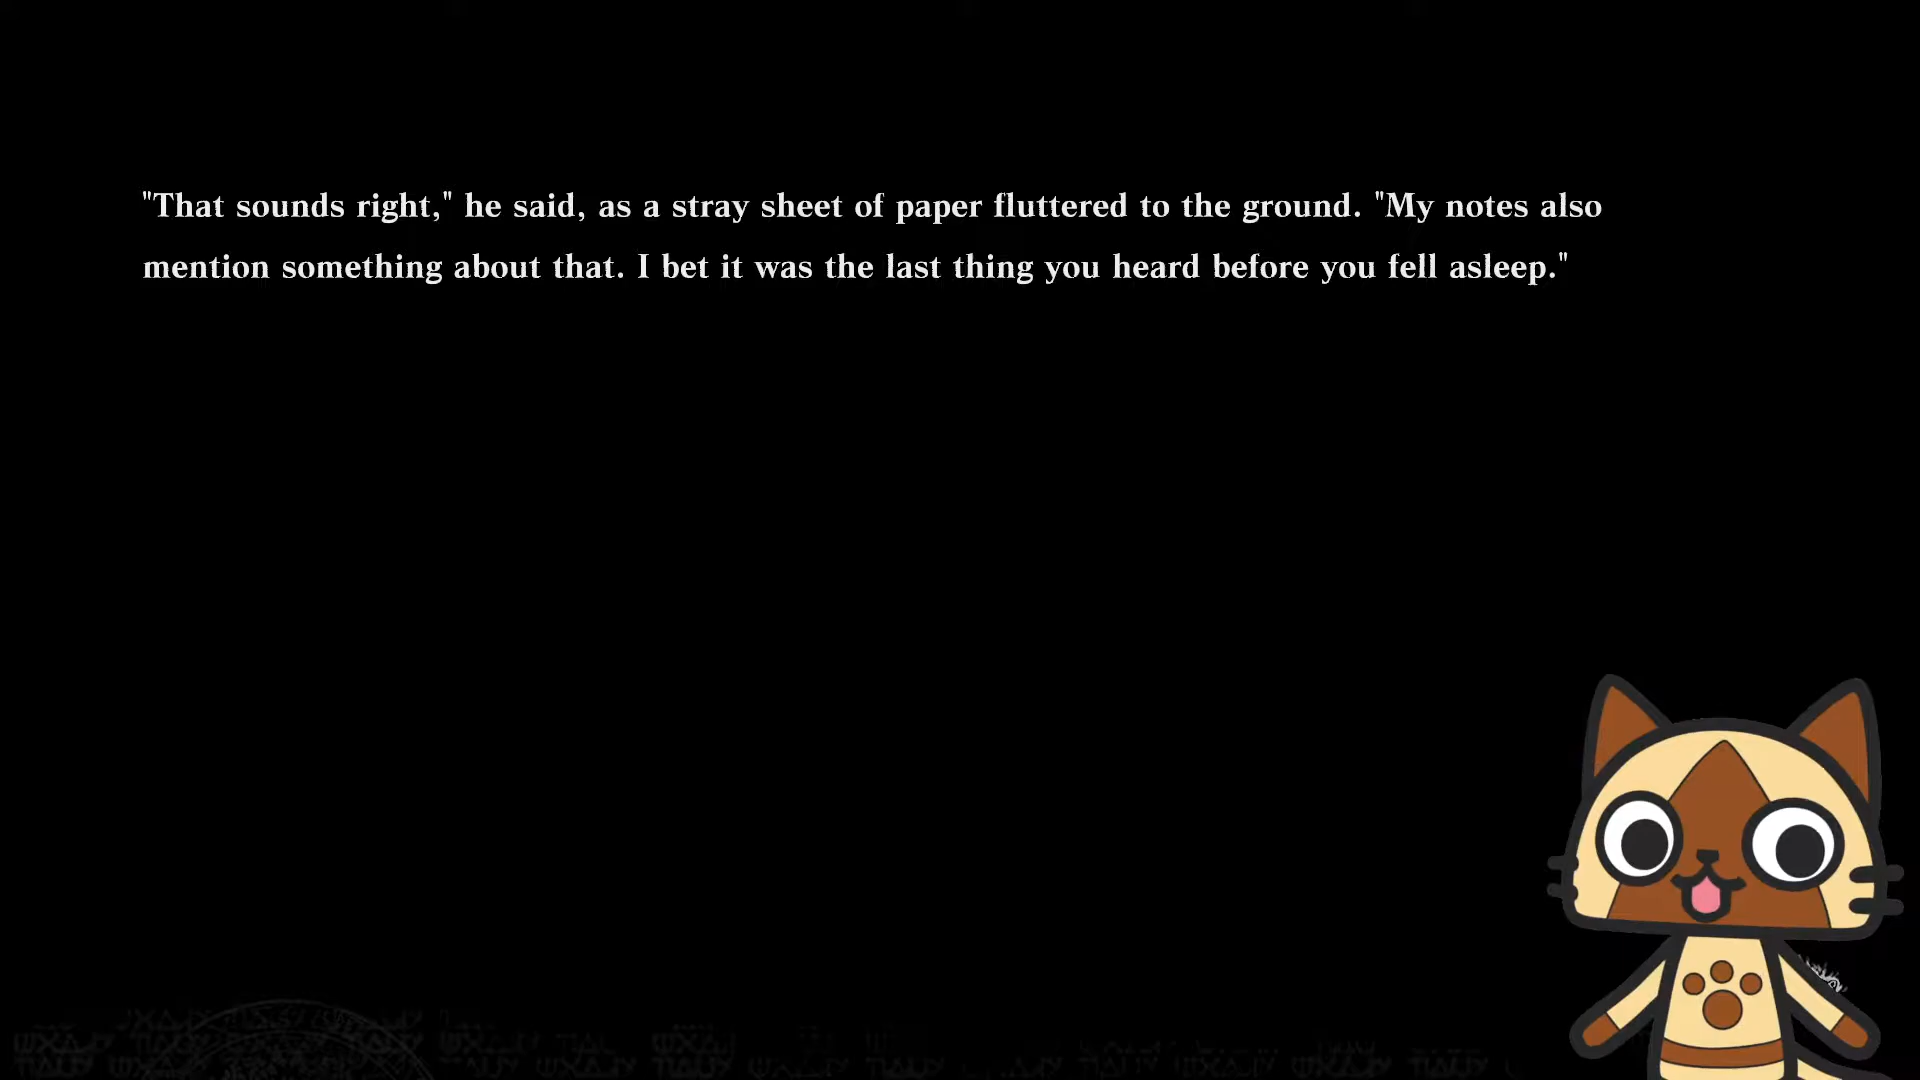 "That sounds right," he said, as a stray sheet of paper fluttered to the ground. "My notes also
mention something about that. I bet it was the last thing you heard before you fell asleep."